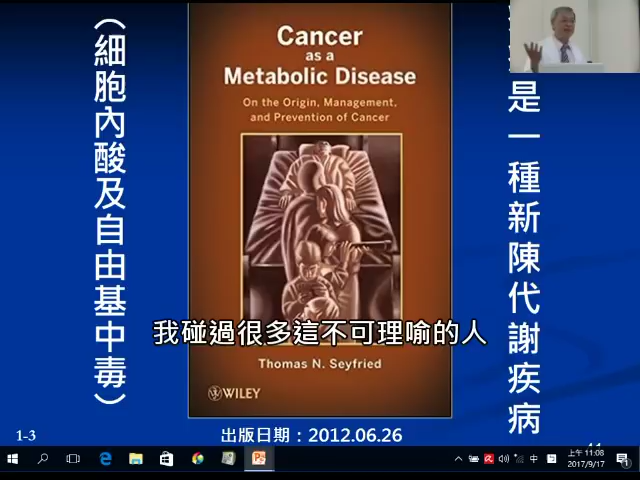 是一種新陳代謝疾病
(細胞內酸及自由基中毒)
Cancer
as a
Metabolic Disease
On the Origin, Management,
and Prevention of Cancer
我碰過很多這不可理喻的人
Thomas N. Seyfried
WILEY
出版日期：2012.06.26
1-3
中
上午 11:08
2017/9/17